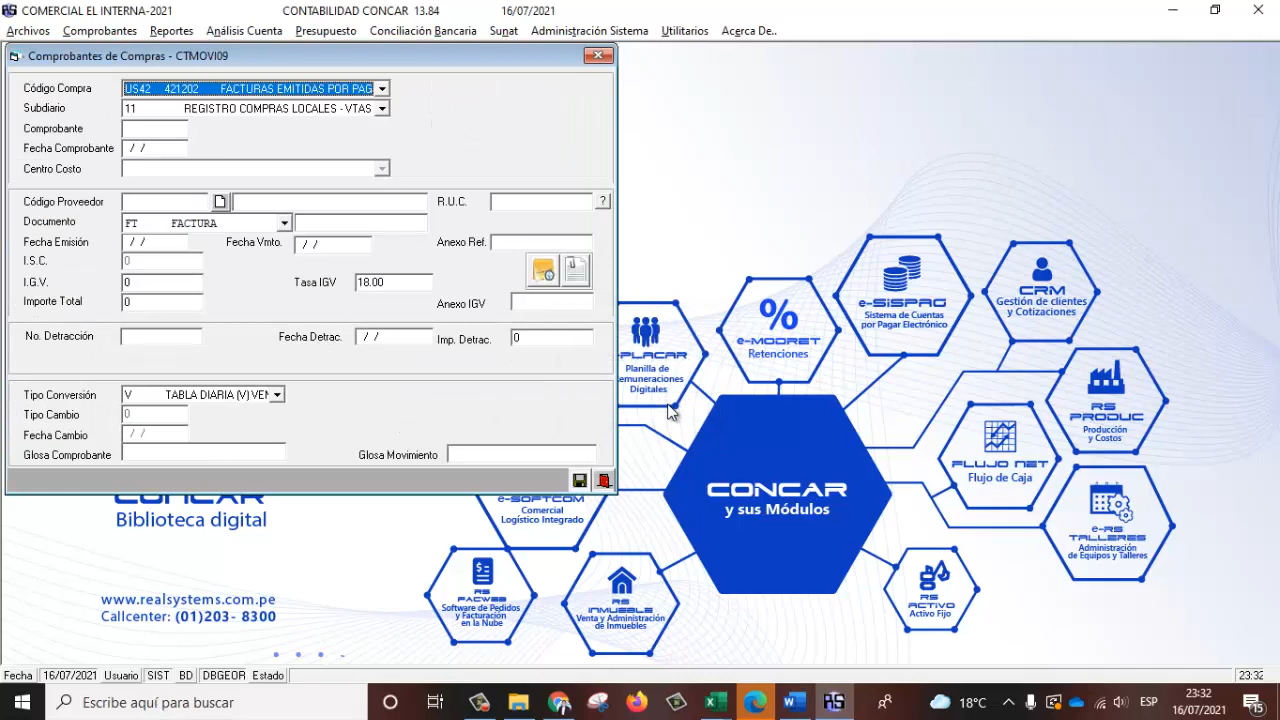 COMERCIAL EL INTERNA-2021 CONTABILIDAD CONCAR 13.84 16/07/2021
Archivos Comprobantes Reportes Análisis Cuenta Presupuesto Conciliación Bancaria Sunat Administración Sistema Utilitarios Acerca De..
Comprobantes de Compras - CTMOVI09
Código Compra US42 421202 FACTURAS EMITIDAS POR PAG
Subdiario 11 REGISTRO COMPRAS LOCALES -VTAS
Comprobante
Fecha Comprobante / /
Centro Costo
Código Proveedor R.U.C. ?
Documento FT FACTURA
Fecha Emisión / / Fecha Vmto. / / Anexo Ref.
I.S.C. 0
I.G.V. 0 Tasa IGV 18.00
Importe Total 0 Anexo IGV
No. Detracción Fecha Detrac. / / Imp. Detrac. 0
Tipo Conversión V TABLA DIARIA (V) VEN
Tipo Cambio 0
Fecha Cambio / /
Glosa Comprobante Glosa Movimiento
e-SISPAG
Sistema de Cuentas
por Pagar Electrónico
CRM
Gestión de clientes
y Cotizaciones
%
e-MODRET
Retenciones
PLACAR
Planilla de
emuneraciones
Digitales
RS
PRODUC
Producción
y Costos
FLUJO NET
Flujo de Caja
CONCAR
y sus Módulos
CONCAR
Biblioteca digital
e-SOFTCOM
Comercial
Logístico Integrado
e-RS
TALLERES
Administración
de Equipos y Talleres
RS
FACWEB
Software de Pedidos
y Facturación
en la Nube
RS
INMUEBLE
Venta y Administración
de Inmuebles
RS
ACTIVO
Activo Fijo
www.realsystems.com.pe
Callcenter: (01)203- 8300
Fecha 16/07/2021 Usuario SIST BD DBGEOR Estado 23:32
Escribe aquí para buscar 18°C ESP 23:32
16/07/2021 15